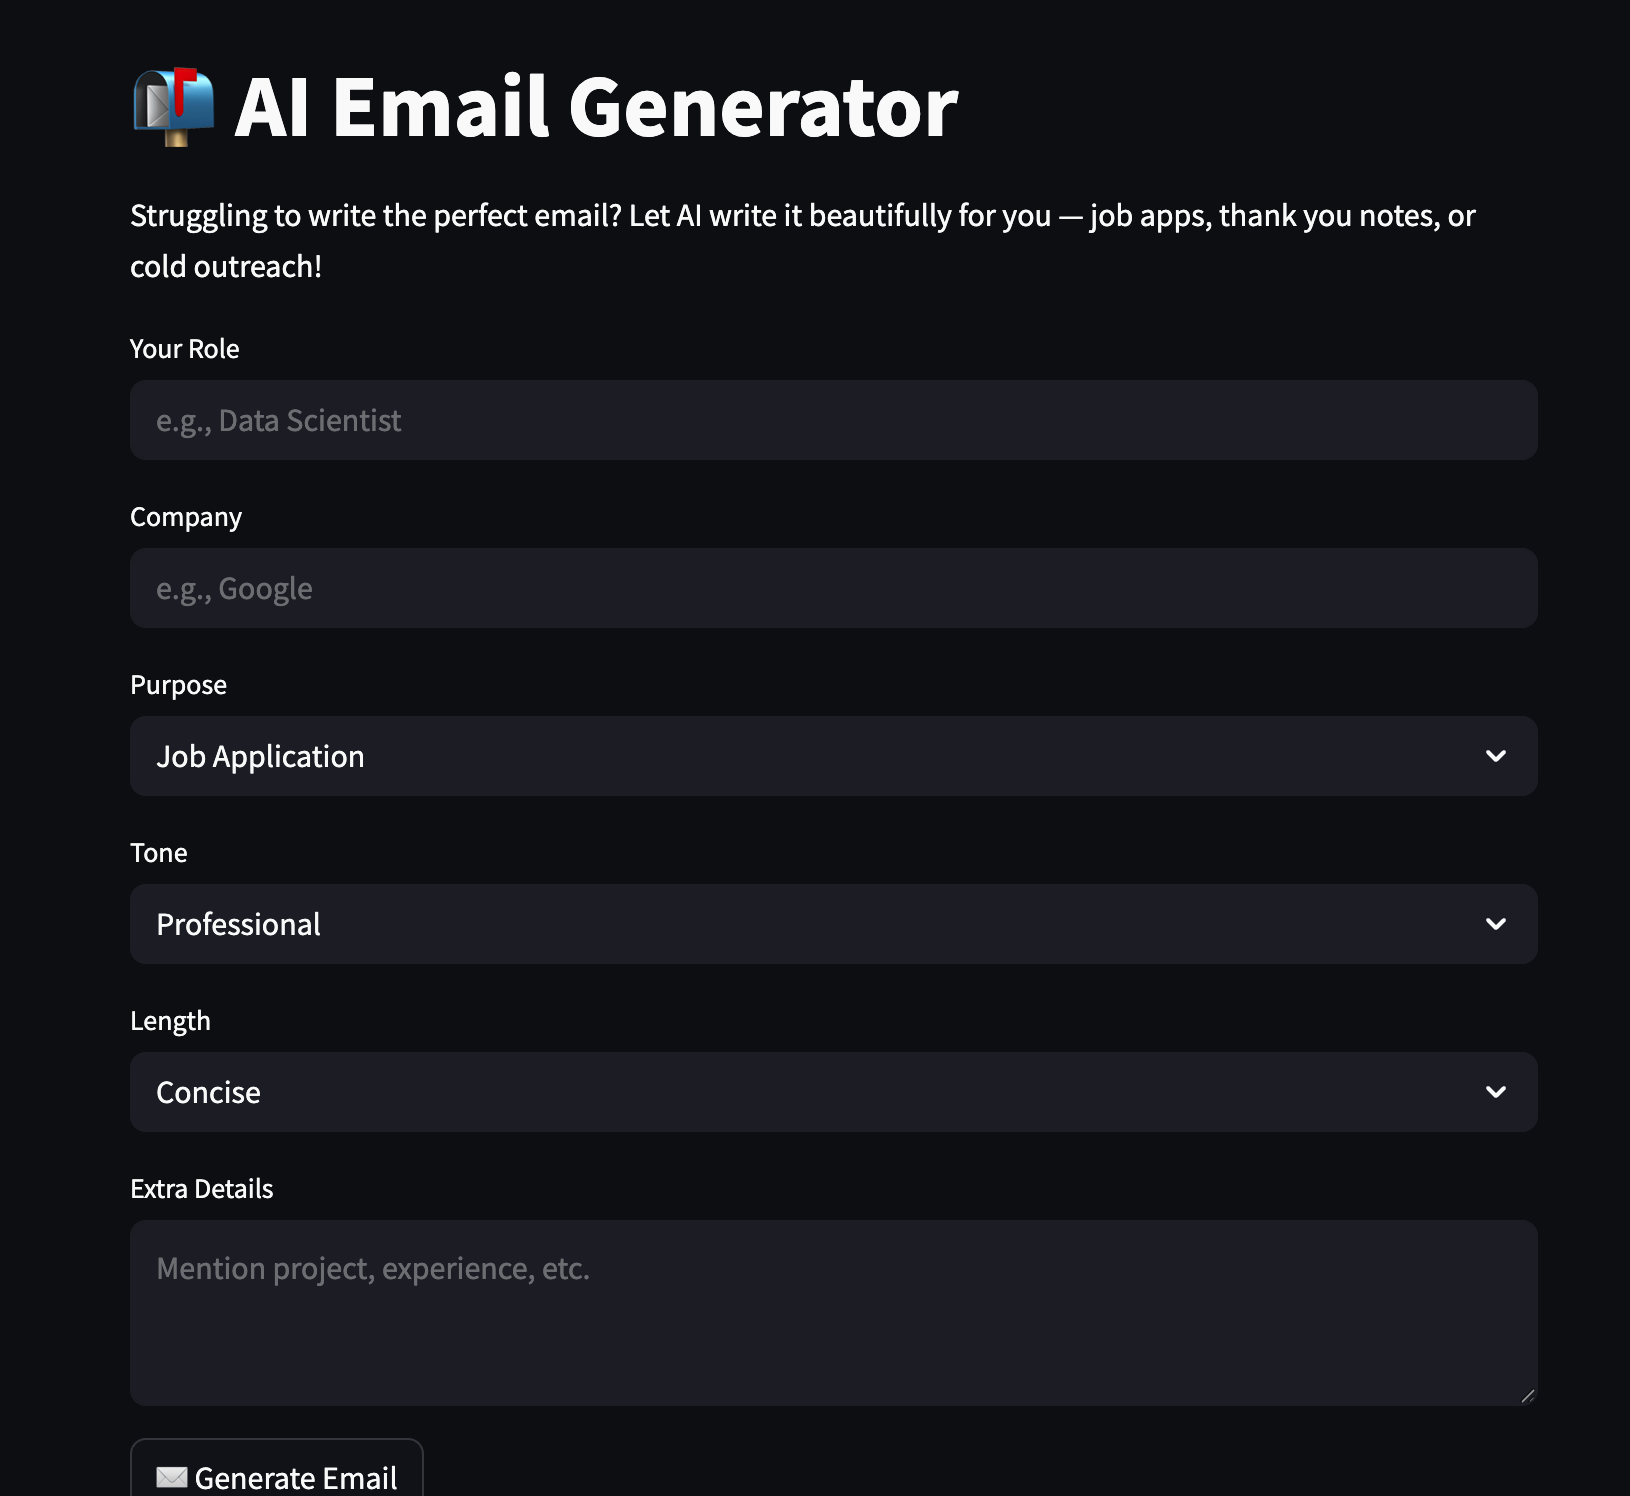 AI Email Generator
Struggling to write the perfect email? Let AI write it beautifully for you — job apps, thank you notes, or
cold outreach!
Your Role
e.g., Data Scientist
Company
e.g., Google
Purpose
Job Application
Tone
Professional
Length
Concise
Extra Details
Mention project, experience, etc.
Generate Email